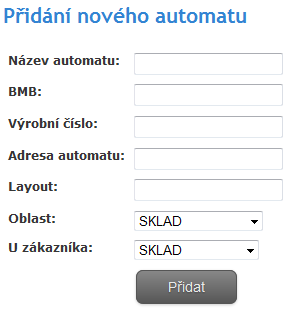 Přidání nového automatu
Název automatu:
BMB:
Výrobní číslo:
Adresa automatu:
Layout:
Oblast: SKLAD
U zákazníka: SKLAD
Přidat